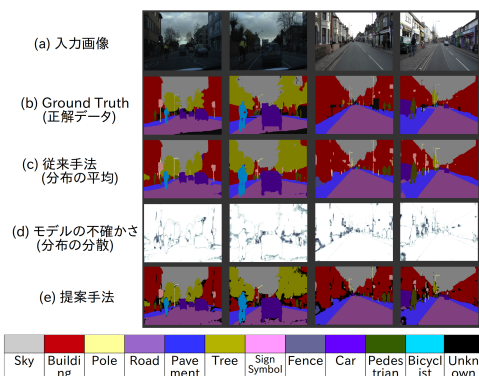 (a) 入力画像
(b) Ground Truth
(正解データ)
(c) 従来手法
(分布の平均)
(d) モデルの不確かさ
(分布の分散)
(e) 提案手法
Sky
Buildi
ng
Pole
Road
Pave
ment
Tree
Sign
Symbol
Fence
Car
Pedes
trian
Bicycl
ist
Unkn
own